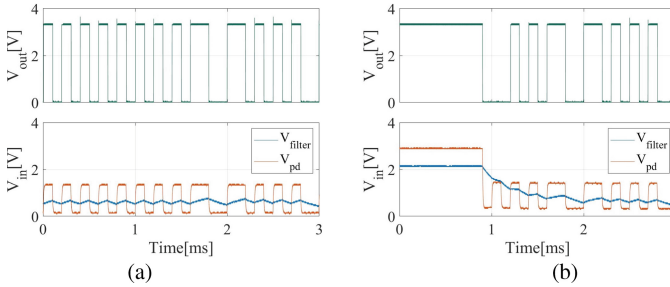 4
2
0
V_out[V]
4
2
0
V_out[V]
4
2
0
V_in[V]
V_filter
V_pd
0 1 2 3
Time[ms]
4
2
0
V_in[V]
V_filter
V_pd
0 1 2
Time[ms]
(a) (b)